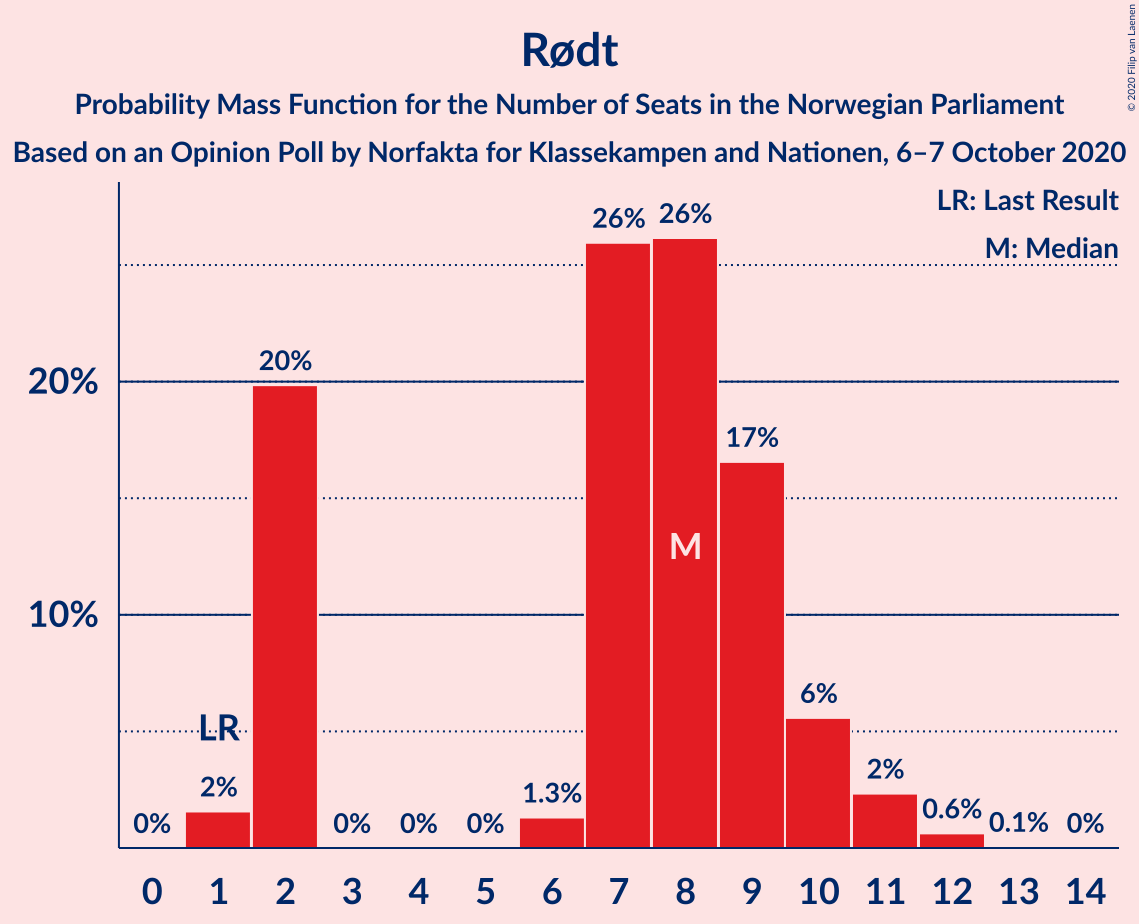 Rødt
Probability Mass Function for the Number of Seats in the Norwegian Parliament
Based on an Opinion Poll by Norfakta for Klassekampen and Nationen, 6–7 October 2020
© 2020 Filip van Laenen
LR: Last Result
M: Median
26%
26%
20%
20%
17%
M
10%
6%
LR
2%
2%
1.3%
0.6%
0.1%
0%
0%
0%
0%
0%
0 1 2 3 4 5 6 7 8 9 10 11 12 13 14